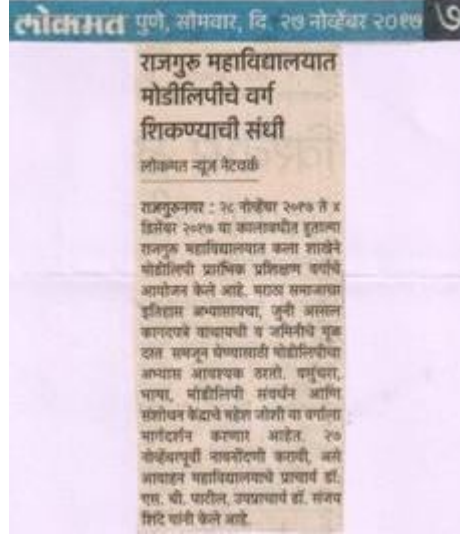 लोकमत पुणे, सोमवार, दि. २७ नोव्हेंबर २०१७ ७
राजगुरू महाविद्यालयात
मोडीलिपीचे वर्ग
शिकण्याची संधी
लोकमत न्यूज नेटवर्क
राजगुरुनगर : २८ नोव्हेंबर २०१७ ते ४
डिसेंबर २०१७ या कालावधीत हुतात्मा
राजगुरू महाविद्यालयात कला शाखेने
मोडीलिपी प्रारंभिक प्रशिक्षण वर्गाचे
आयोजन केले आहे. मराठा समाजाचा
इतिहास अभ्यासायचा, जुनी अस्सल
कागदपत्रे वाचायची व जमिनीचे मूळ
दस्त समजून घेण्यासाठी मोडीलिपीचा
अभ्यास आवश्यक ठरतो.
भाषा, मोडीलिपी संवर्धन आणि
संशोधन केंद्राचे महेश जोशी या वर्गाला
मार्गदर्शन करणार आहेत. २७
नोव्हेंबरपूर्वी नावनोंदणी करावी, असे
आवाहन महाविद्यालयाचे प्राचार्य डॉ.
एस. बी. पाटील, उपप्राचार्य डॉ. संजय
शिंदे यांनी केले आहे.